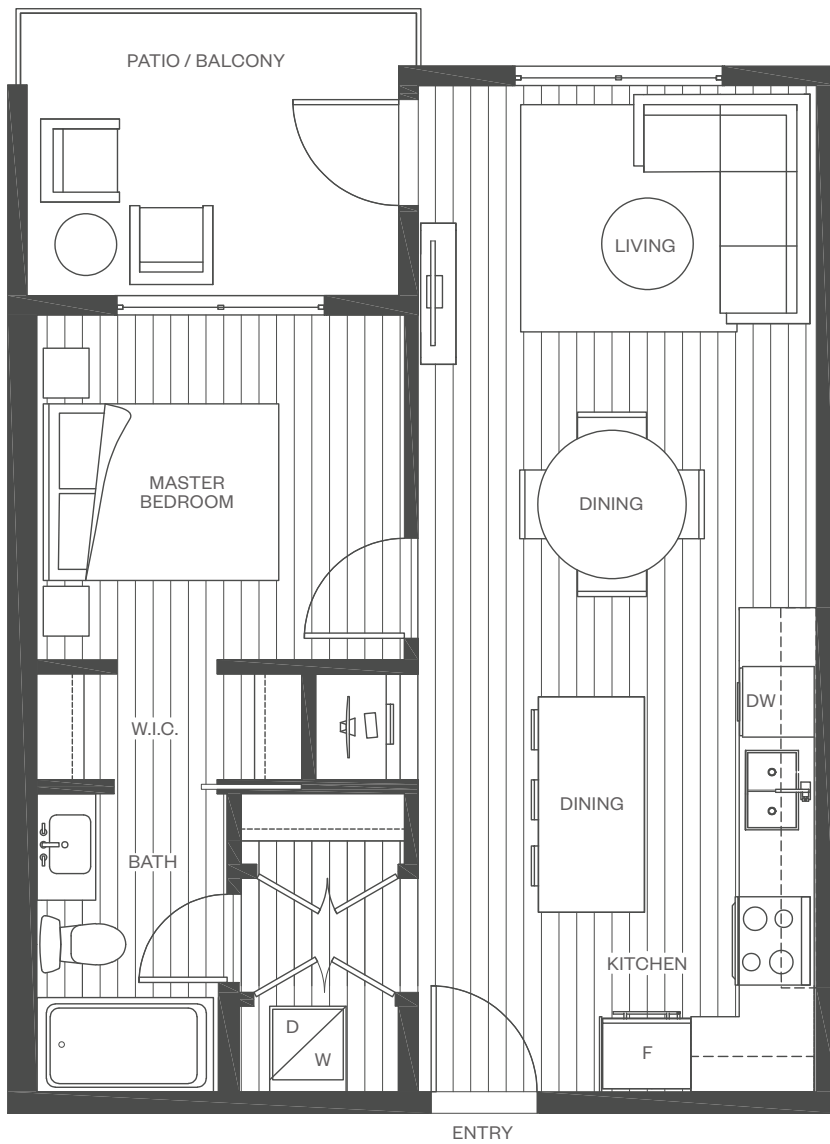 PATIO / BALCONY
LIVING
MASTER
BEDROOM
DINING
DW
W.I.C.
DINING
BATH
KITCHEN
D
W
F
ENTRY